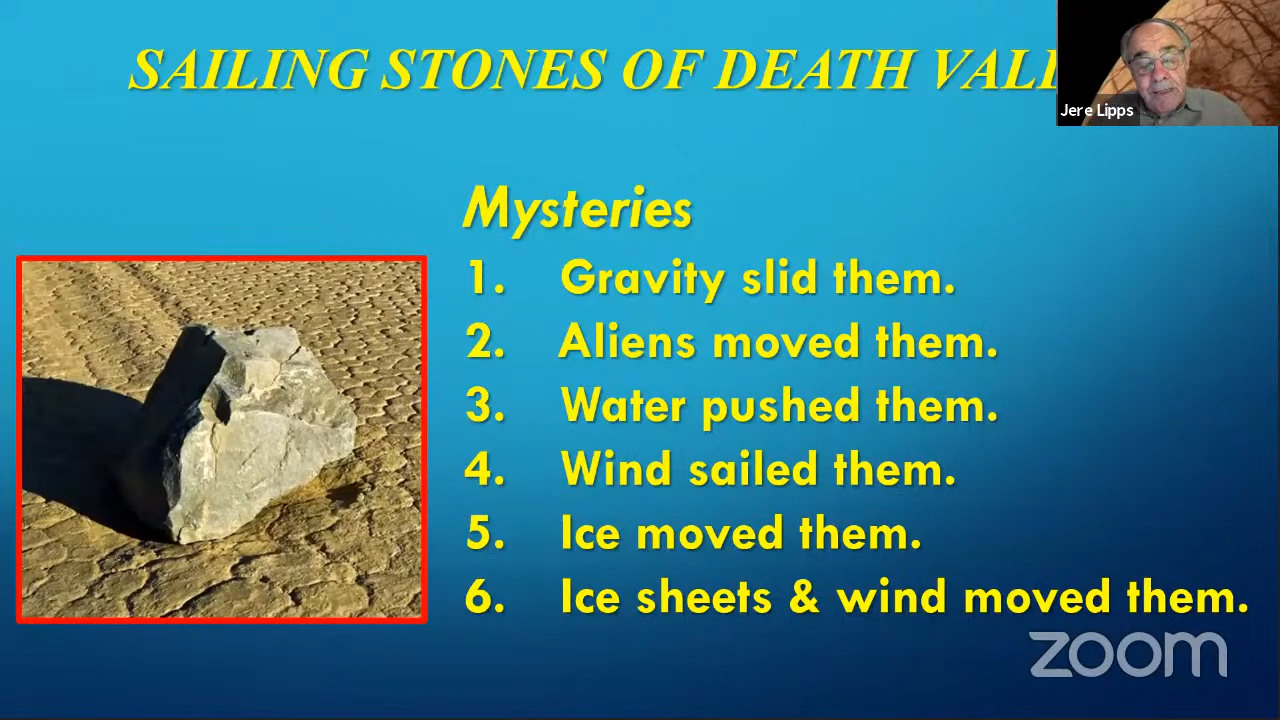 SAILING STONES OF DEATH VALL
Jere Lipps
Mysteries
1. Gravity slid them.
2. Aliens moved them.
3. Water pushed them.
4. Wind sailed them.
5. Ice moved them.
6. Ice sheets & wind moved them.
zoom